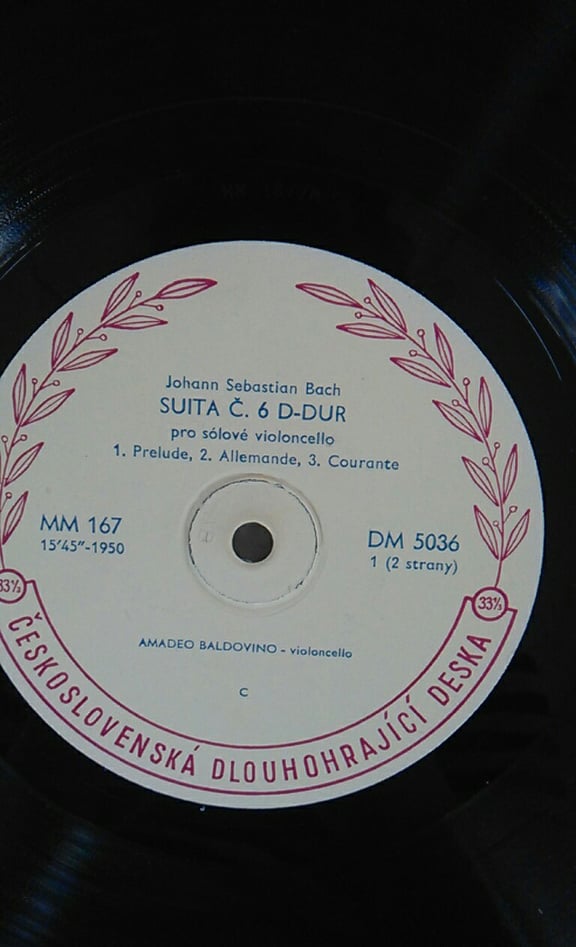 Johann Sebastian Bach
SUITA Č. 6 D-DUR
pro sólové violoncello
1. Prelude, 2. Allemande, 3. Courante
MM 167
15′45″-1950
DM 5036
1 (2 strany)
33⅓
33⅓
AMADEO BALDOVINO - violoncello
C
ČESKOSLOVENSKÁ DLOUHOHRAJÍCÍ DESKA